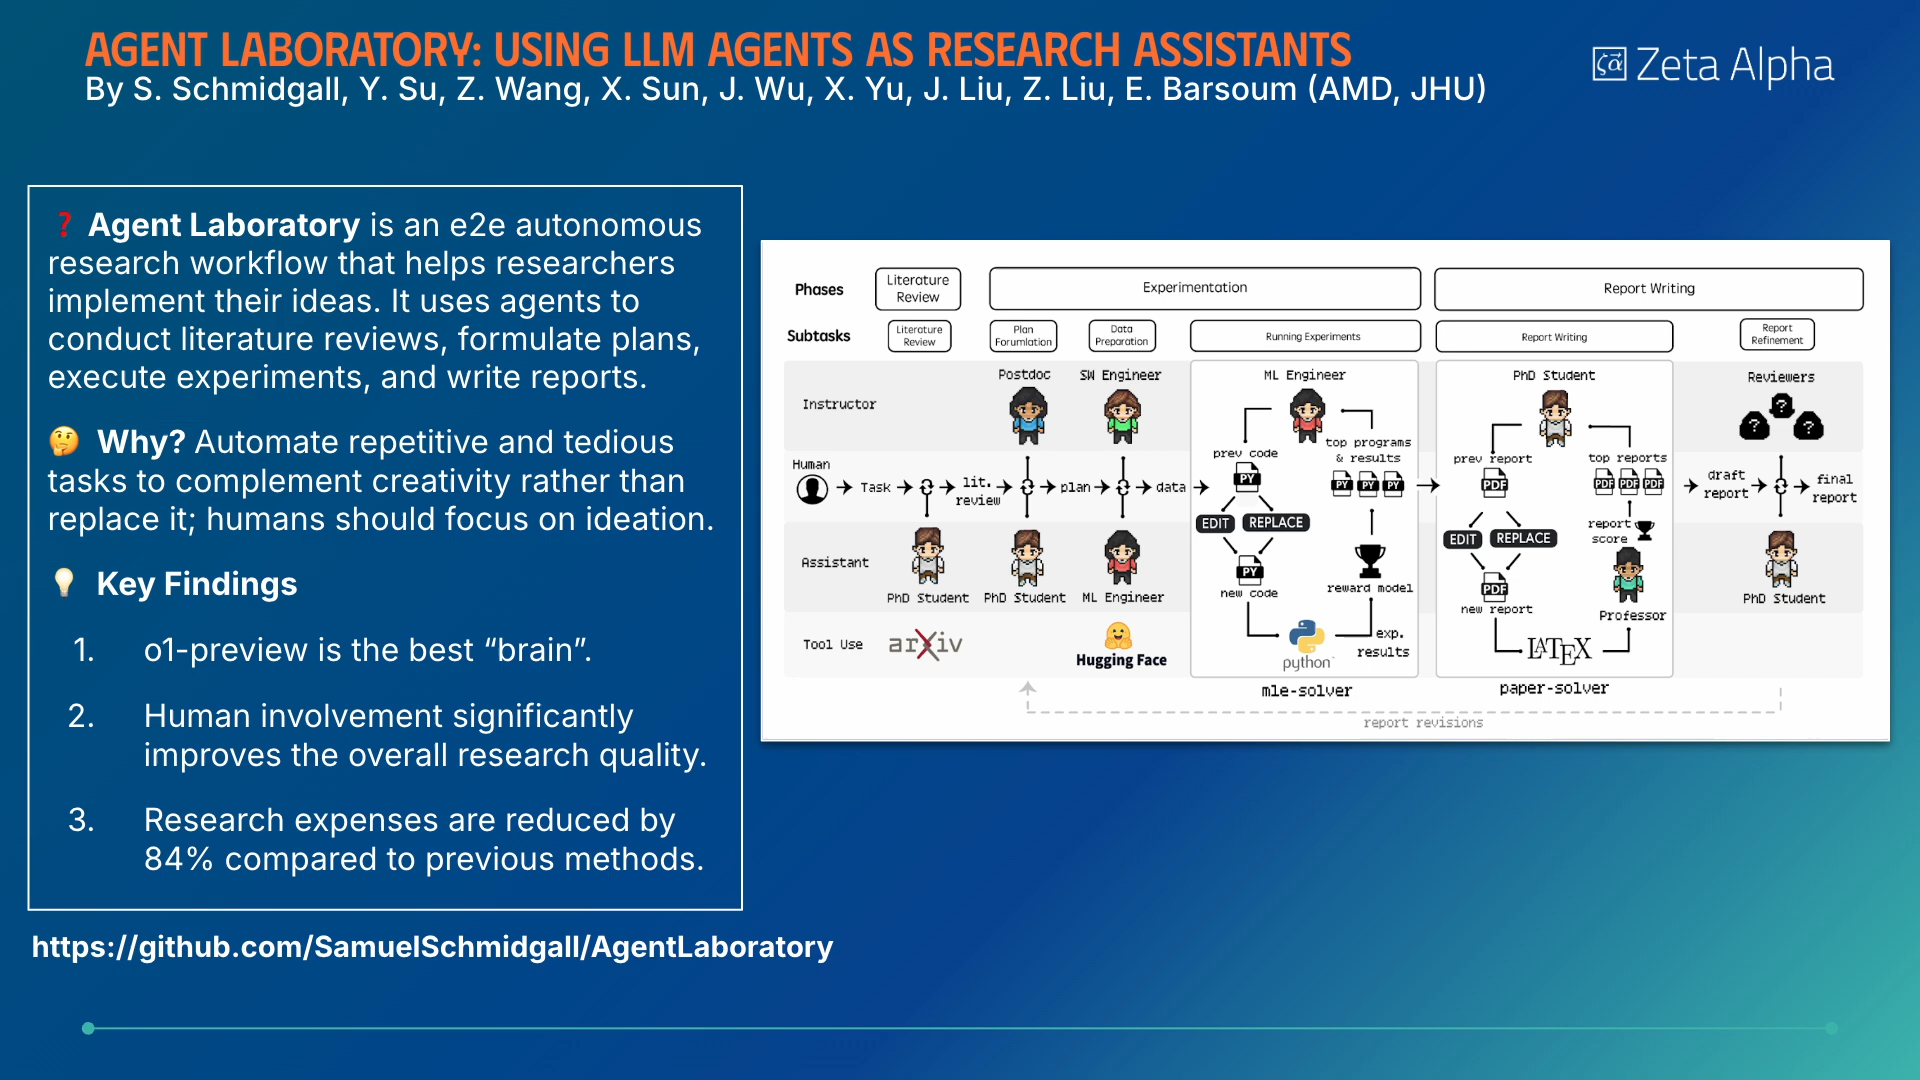 AGENT LABORATORY: USING LLM AGENTS AS RESEARCH ASSISTANTS
By S. Schmidgall, Y. Su, Z. Wang, X. Sun, J. Wu, X. Yu, J. Liu, Z. Liu, E. Barsoum (AMD, JHU)
ζα Zeta Alpha
❓ Agent Laboratory is an e2e autonomous
research workflow that helps researchers
implement their ideas. It uses agents to
conduct literature reviews, formulate plans,
execute experiments, and write reports.
🤔 Why? Automate repetitive and tedious
tasks to complement creativity rather than
replace it; humans should focus on ideation.
💡 Key Findings
1. o1-preview is the best “brain”.
2. Human involvement significantly
improves the overall research quality.
3. Research expenses are reduced by
84% compared to previous methods.
https://github.com/SamuelSchmidgall/AgentLaboratory
Phases
Literature
Review
Experimentation
Report Writing
Subtasks
Literature
Review
Plan
Forumlation
Data
Preparation
Running Experiments
Report Writing
Report
Refinement
Instructor
Postdoc
SW Engineer
ML Engineer
PhD Student
Reviewers
? ? ?
Human
Task
lit.
review
plan
data
prev code
PY
EDIT
REPLACE
PY
new code
top programs
& results
PY PY PY
reward model
python
exp.
results
mle-solver
prev report
PDF
EDIT
REPLACE
PDF
new report
top reports
PDF PDF PDF
report
score
Professor
LATEX
paper-solver
draft
report
final
report
Assistant
PhD Student
PhD Student
ML Engineer
PhD Student
Tool Use
arXiv
Hugging Face
report revisions